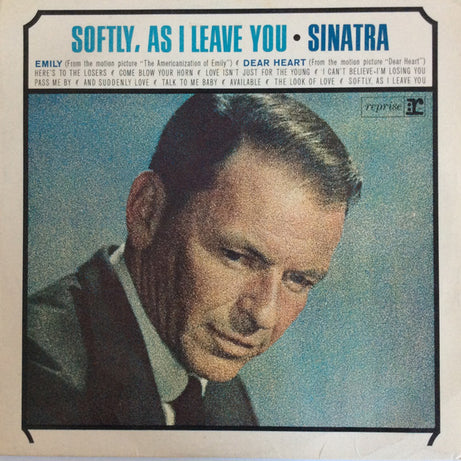 SOFTLY, AS I LEAVE YOU • SINATRA
EMILY (From the motion picture "The Americanization of Emily") ♪ DEAR HEART (From the motion picture "Dear Heart")
HERE'S TO THE LOSERS ♪ COME BLOW YOUR HORN ♪ LOVE ISN'T JUST FOR THE YOUNG ♪ I CAN'T BELIEVE I'M LOSING YOU
PASS ME BY ♪ AND SUDDENLY LOVE ♪ TALK TO ME BABY ♪ AVAILABLE ♪ THE LOOK OF LOVE ♪ SOFTLY, AS I LEAVE YOU
reprise R